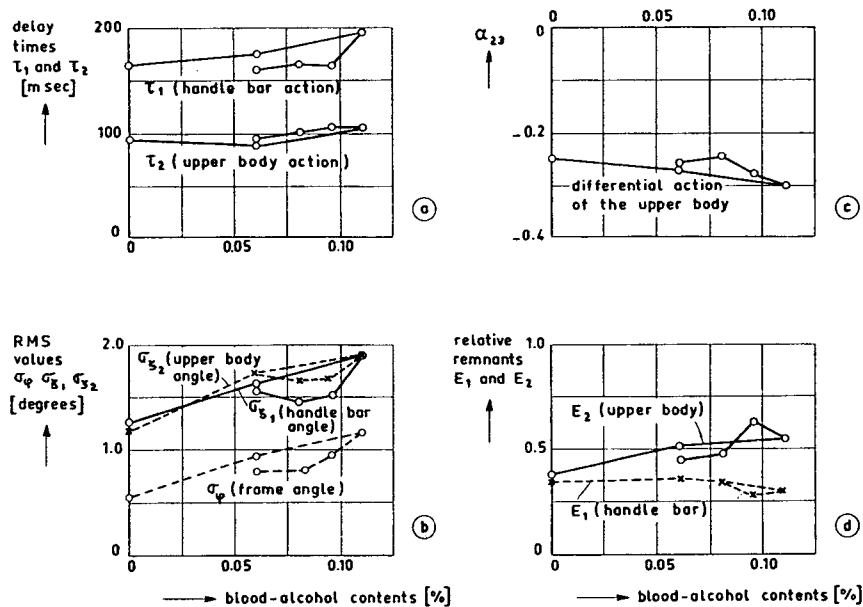 delay
times
τ₁ and τ₂
[m sec]
200
100
0
0
0.05
0.10
τ₁ (handle bar action)
τ₂ (upper body action)
a
α₂₃
0
0.05
0.10
0
-0.2
-0.4
differential action
of the upper body
c
RMS
values
σφ σδ, σζ₂
[degrees]
2.0
1.0
0
0
0.05
0.10
σζ₂ (upper body
angle)
σδ₁ (handle bar
angle)
σφ (frame angle)
b
blood-alcohol contents [%]
relative
remnants
E₁ and E₂
1.0
0.5
0
0
0.05
0.10
E₂ (upper body)
E₁ (handle bar)
d
blood-alcohol contents [%]